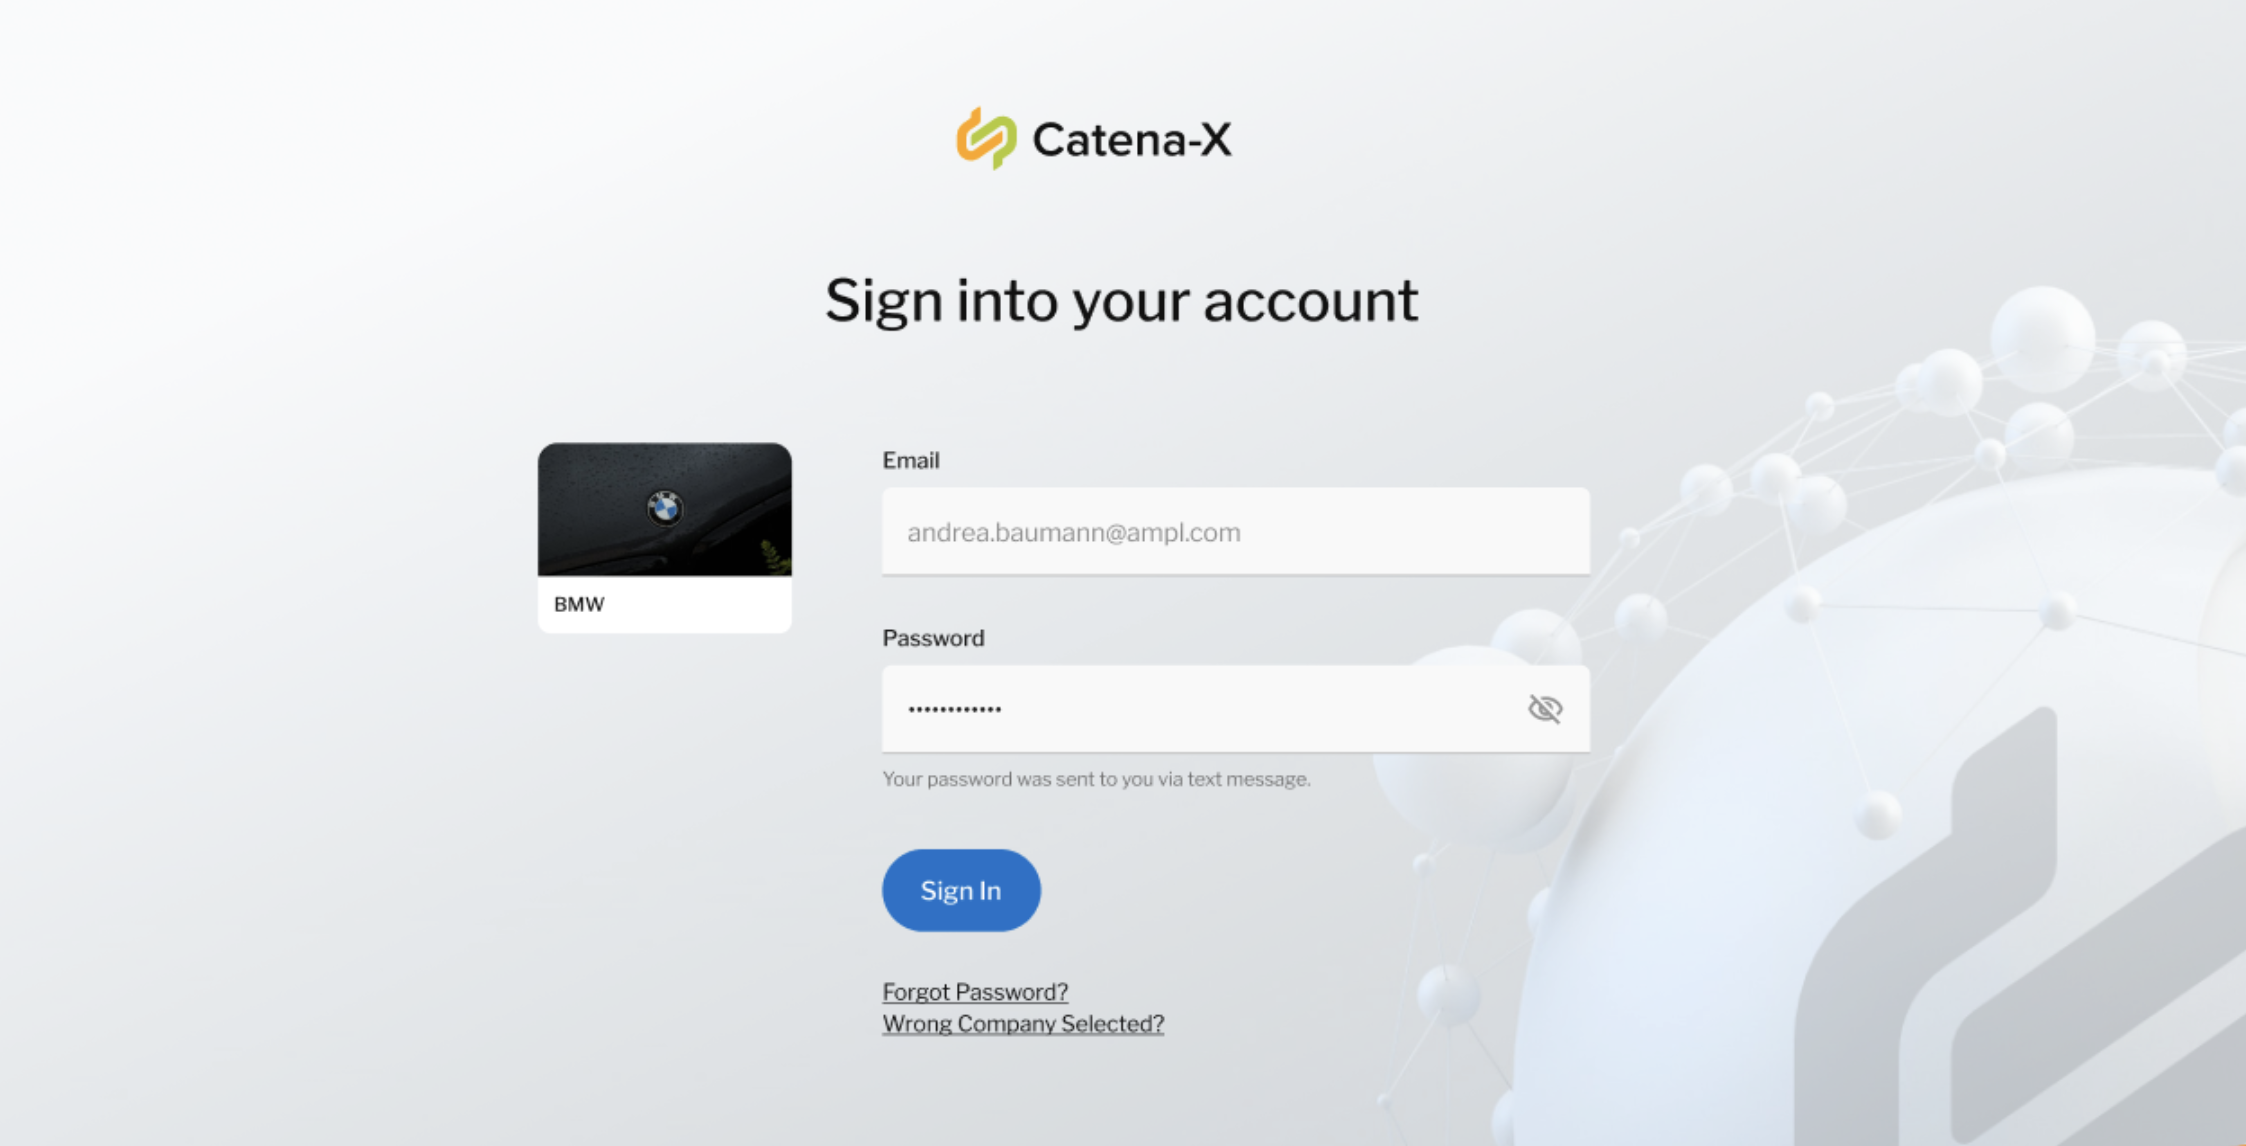 Catena-X
Sign into your account
BMW
Email
andrea.baumann@ampl.com
Password
••••••••••••
Your password was sent to you via text message.
Sign In
Forgot Password?
Wrong Company Selected?